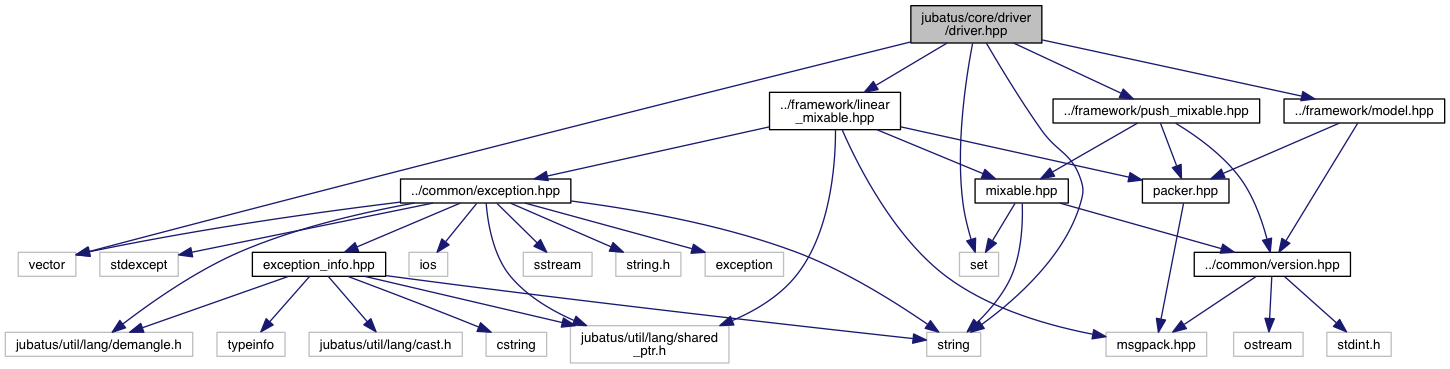 jubatus/core/driver
/driver.hpp
../framework/linear
_mixable.hpp
../framework/push_mixable.hpp
../framework/model.hpp
../common/exception.hpp
mixable.hpp
packer.hpp
vector
stdexcept
exception_info.hpp
ios
sstream
string.h
exception
set
../common/version.hpp
jubatus/util/lang/demangle.h
typeinfo
jubatus/util/lang/cast.h
cstring
jubatus/util/lang/shared
_ptr.h
string
msgpack.hpp
ostream
stdint.h